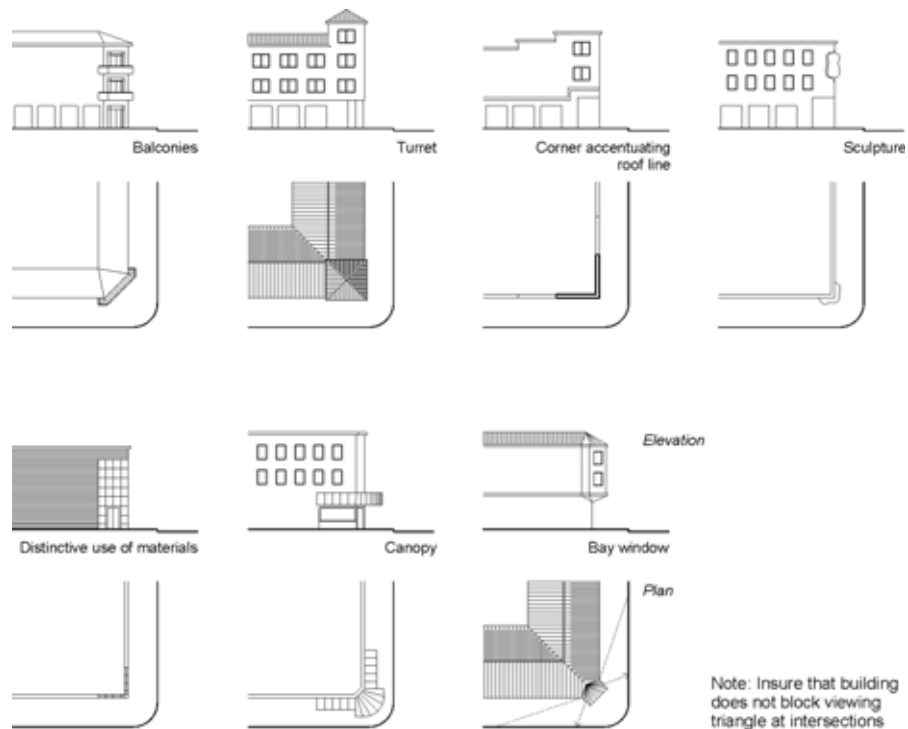 Balconies
Turret
Corner accentuating
roof line
Sculpture
Elevation
Distinctive use of materials
Canopy
Bay window
Plan
Note: Insure that building
does not block viewing
triangle at intersections